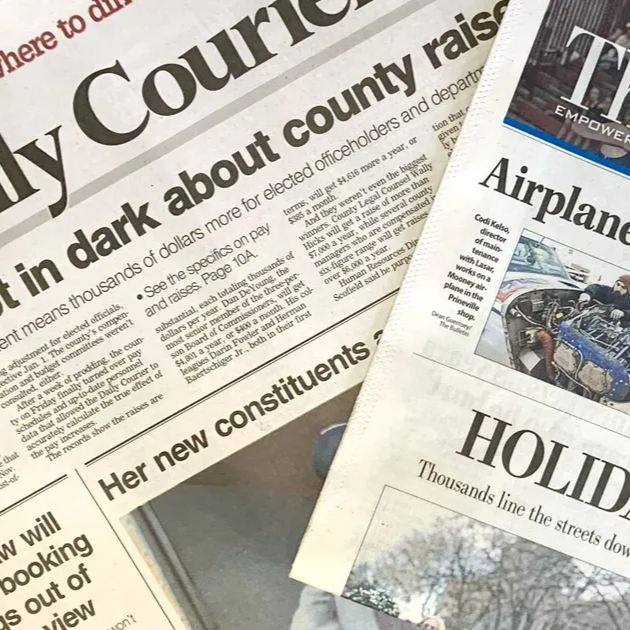 Where to
Courier
t in dark about county raise
ent means thousands of dollars more for elected officeholders and
g adjustment for elected officials,
ective Jan. 1. The county's compen-
ation and budget committees weren't
consulted, either.
After a week of prodding, the
ty on Friday finally turned over pay
schedules and up-to-date personnel
data that allowed the Daily Courier to
accurately calculate the true effect of
the pay increases.
The records show the raises are
• See the specifics on pay
and raises. Page 10A.
substantial, each totaling thousands of
dollars per year. Dan DeYoung, the
most senior member of the three-per-
son Board of Commissioners, will get
$4,801 a year, or $400 a month. His col-
leagues Darin Fowler and Herman
Baertschiger Jr., both in their first
terms, will get $4,616 more a year, or
$385 a month.
And they weren't even the biggest
winners: County Legal Counsel Wally
Hicks will get a raise of more than
$7,000 a year, while several county
managers who are compensated
six-figure range will get raises
over $6,000 a year.
Human Resources
Scofield said he
Her new constituents
w will
booking
s out of
view
won't
EMPOWER
Airplane
Codi Kelso,
director
of main-
tenance
with Lasar,
works on a
Mooney air-
plane in the
Prineville
shop.
Dean Guernsey/
The Bulletin
HOLID
Thousands line the streets dow